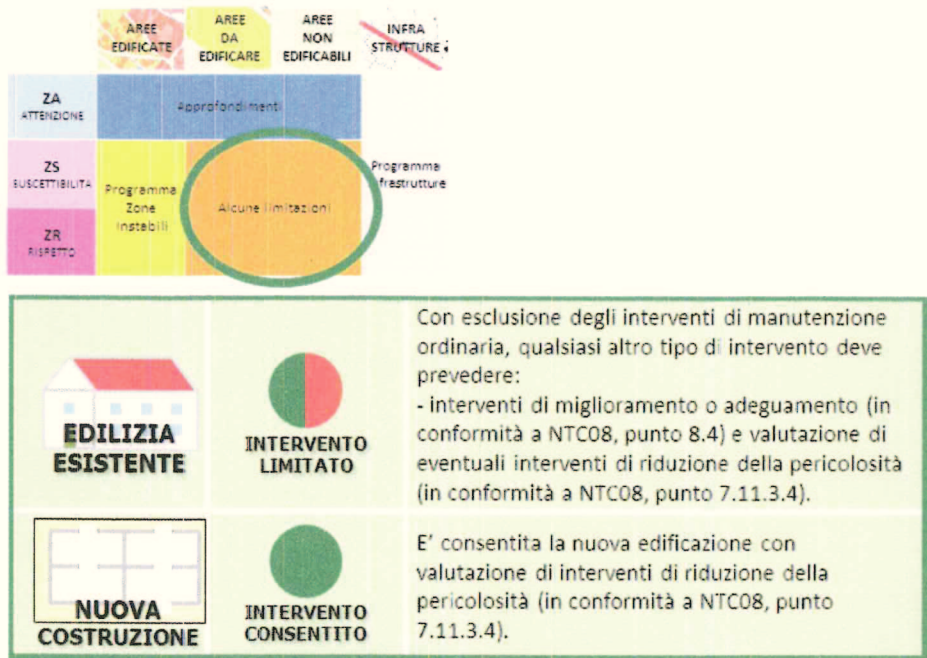 AREE EDIFICATE
AREE DA EDIFICARE
AREE NON EDIFICABILI
INFRA STRUTTURE
ZA
ATTENZIONE
Approfondimenti
ZS
SUSCETTIBILITA
Programma Zone instabili
Alcune limitazioni
Programma frastrutture
ZR
RISPETTO
EDILIZIA
ESISTENTE
INTERVENTO
LIMITATO
Con esclusione degli interventi di manutenzione
ordinaria, qualsiasi altro tipo di intervento deve
prevedere:
- interventi di miglioramento o adeguamento (in
conformità a NTC08, punto 8.4) e valutazione di
eventuali interventi di riduzione della pericolosità
(in conformità a NTC08, punto 7.11.3.4).
NUOVA
COSTRUZIONE
INTERVENTO
CONSENTITO
E' consentita la nuova edificazione con
valutazione di interventi di riduzione della
pericolosità (in conformità a NTC08, punto
7.11.3.4).